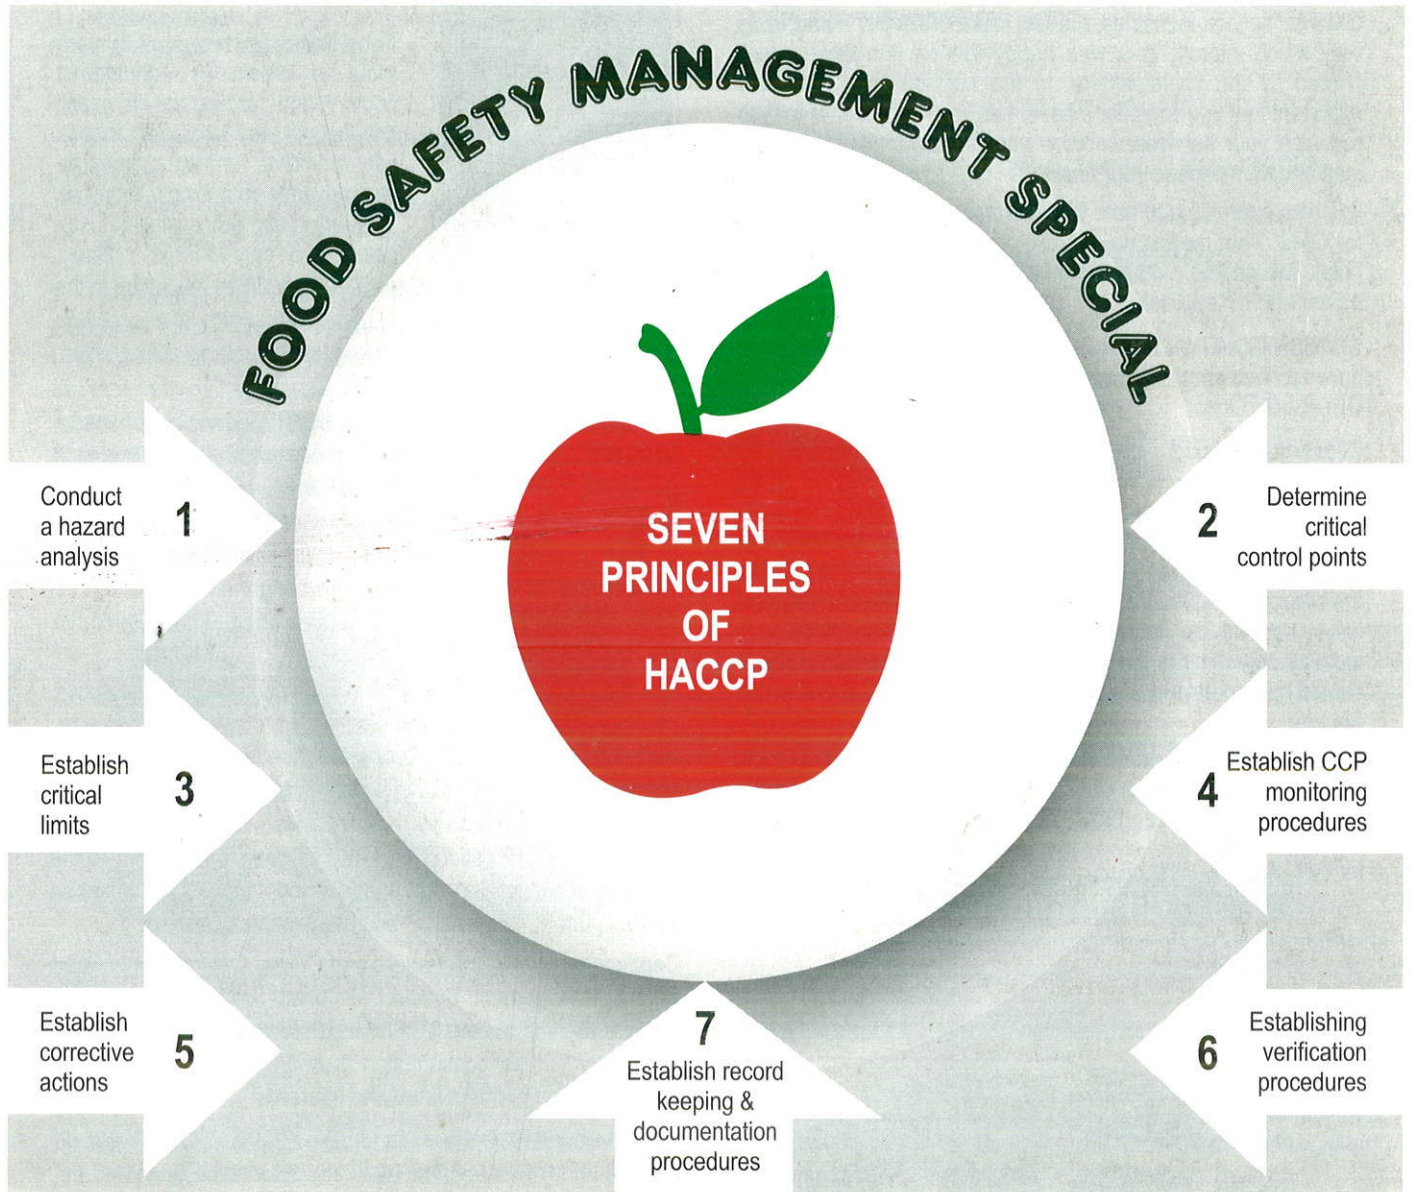 FOOD SAFETY MANAGEMENT SPECIAL
SEVEN
PRINCIPLES
OF
HACCP
1
Conduct
a hazard
analysis
2
Determine
critical
control points
3
Establish
critical
limits
4
Establish CCP
monitoring
procedures
5
Establish
corrective
actions
6
Establishing
verification
procedures
7
Establish record
keeping &
documentation
procedures